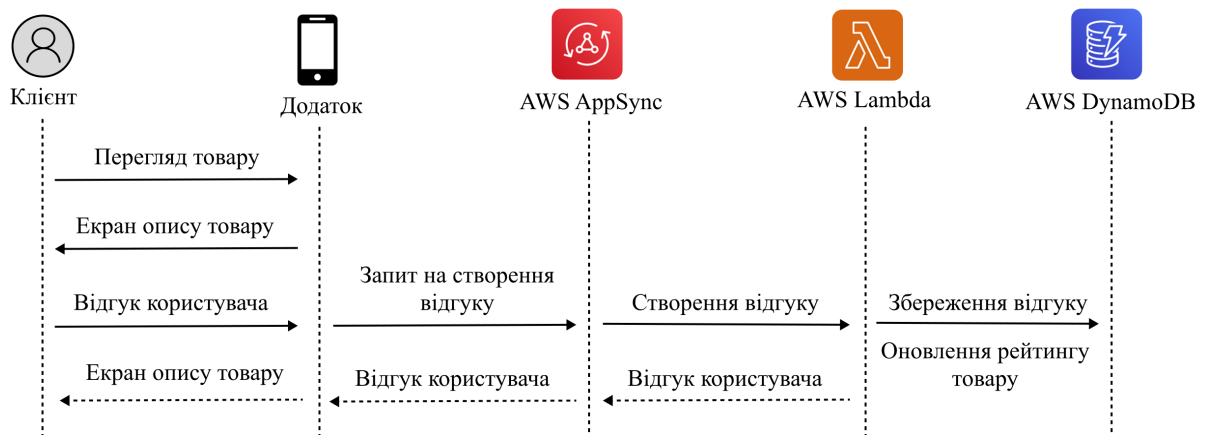 Клієнт
Додаток
AWS AppSync
AWS Lambda
AWS DynamoDB
Перегляд товару
Екран опису товару
Відгук користувача
Запит на створення
відгуку
Створення відгуку
Збереження відгуку
Оновлення рейтингу
товару
Екран опису товару
Відгук користувача
Відгук користувача